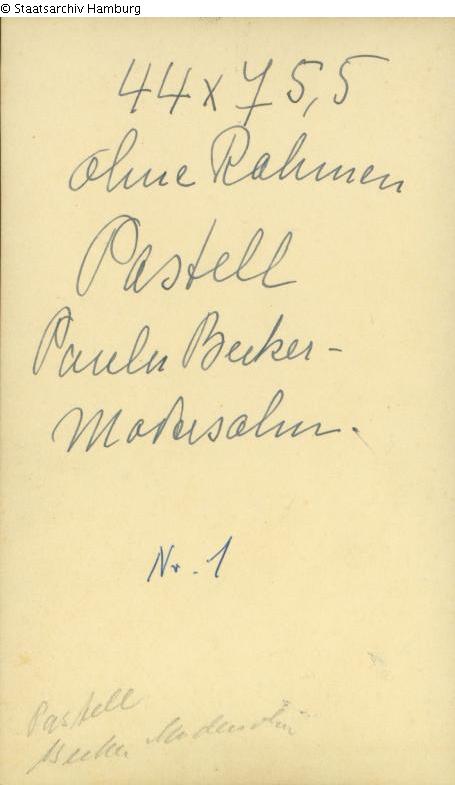 © Staatsarchiv Hamburg
44 x 75,5
ohne Rahmen
Pastell
Paula Becker-
Modersohn.
Nr. 1
Pastell
Becker Modersohn